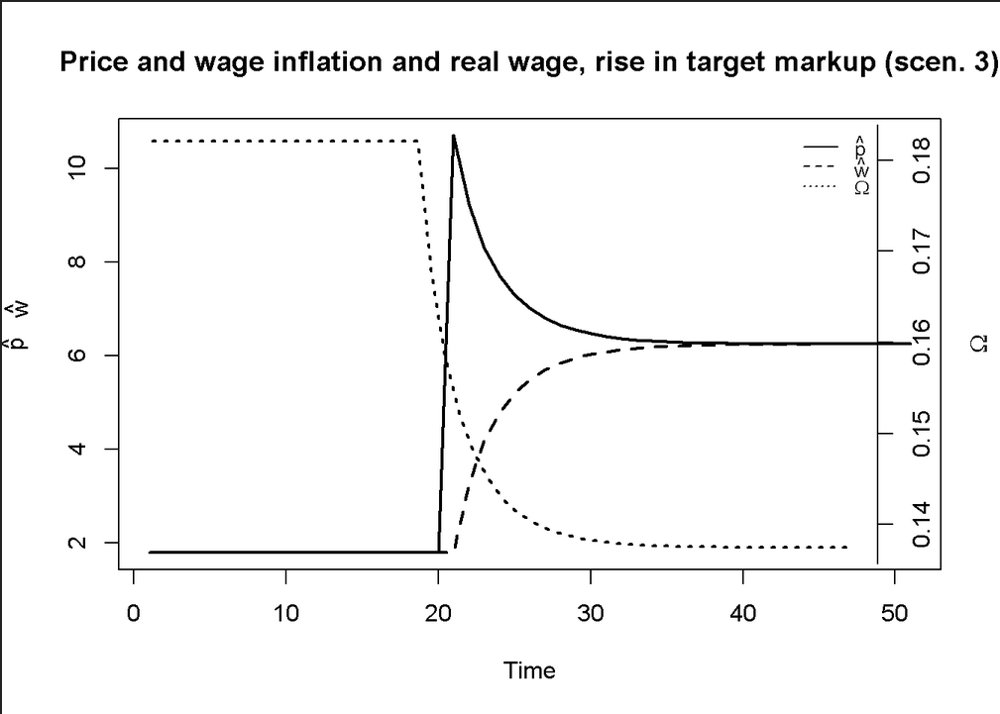 Price and wage inflation and real wage, rise in target markup (scen. 3)
p̂
ŵ
Ω
10
8
6
4
2
p̂ ŵ
0.18
0.17
0.16
0.15
0.14
Ω
0 10 20 30 40 50
Time